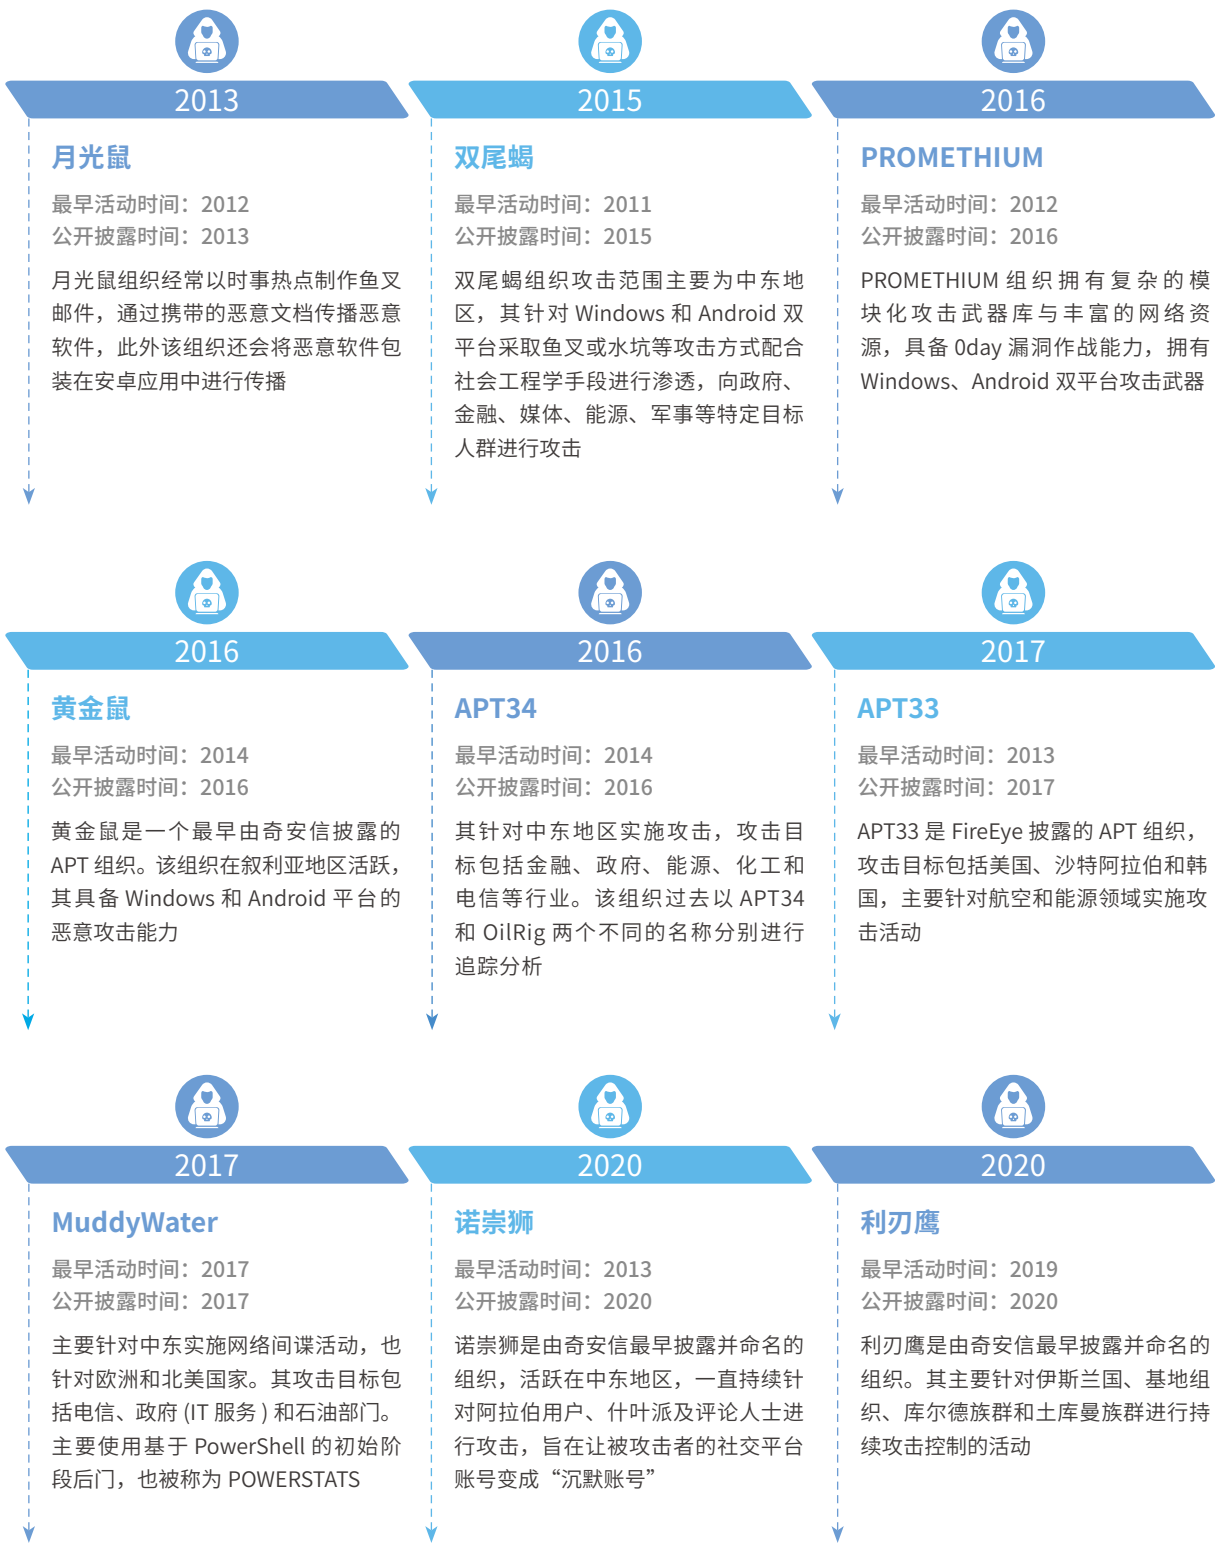 2013
月光鼠
最早活动时间：2012
公开披露时间：2013
月光鼠组织经常以时事热点制作鱼叉
邮件，通过携带的恶意文档传播恶意
软件，此外该组织还会将恶意软件包
装在安卓应用中进行传播
2015
双尾蝎
最早活动时间：2011
公开披露时间：2015
双尾蝎组织攻击范围主要为中东地
区，其针对 Windows 和 Android 双
平台采取鱼叉或水坑等攻击方式配合
社会工程学手段进行渗透，向政府、
金融、媒体、能源、军事等特定目标
人群进行攻击
2016
PROMETHIUM
最早活动时间：2012
公开披露时间：2016
PROMETHIUM 组织拥有复杂的模
块化攻击武器库与丰富的网络资
源，具备 0day 漏洞作战能力，拥有
Windows、Android 双平台攻击武器
2016
黄金鼠
最早活动时间：2014
公开披露时间：2016
黄金鼠是一个最早由奇安信披露的
APT 组织。该组织在叙利亚地区活跃，
其具备 Windows 和 Android 平台的
恶意攻击能力
2016
APT34
最早活动时间：2014
公开披露时间：2016
其针对中东地区实施攻击，攻击目
标包括金融、政府、能源、化工和
电信等行业。该组织过去以 APT34
和 OilRig 两个不同的名称分别进行
追踪分析
2017
APT33
最早活动时间：2013
公开披露时间：2017
APT33 是 FireEye 披露的 APT 组织，
攻击目标包括美国、沙特阿拉伯和韩
国，主要针对航空和能源领域实施攻
击活动
2017
MuddyWater
最早活动时间：2017
公开披露时间：2017
主要针对中东实施网络间谍活动，也
针对欧洲和北美国家。其攻击目标包
括电信、政府 (IT 服务 ) 和石油部门。
主要使用基于 PowerShell 的初始阶
段后门，也被称为 POWERSTATS
2020
诺崇狮
最早活动时间：2013
公开披露时间：2020
诺崇狮是由奇安信最早披露并命名的
组织，活跃在中东地区，一直持续针
对阿拉伯用户、什叶派及评论人士进
行攻击，旨在让被攻击者的社交平台
账号变成“沉默账号”
2020
利刃鹰
最早活动时间：2019
公开披露时间：2020
利刃鹰是由奇安信最早披露并命名的
组织。其主要针对伊斯兰国、基地组
织、库尔德族群和土库曼族群进行持
续攻击控制的活动